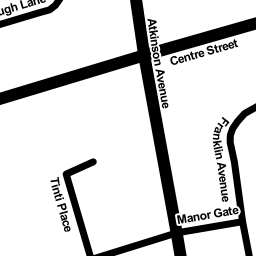 ugh Lane
Atkinson Avenue
Centre Street
Franklin Avenue
Tinti Place
Manor Gate